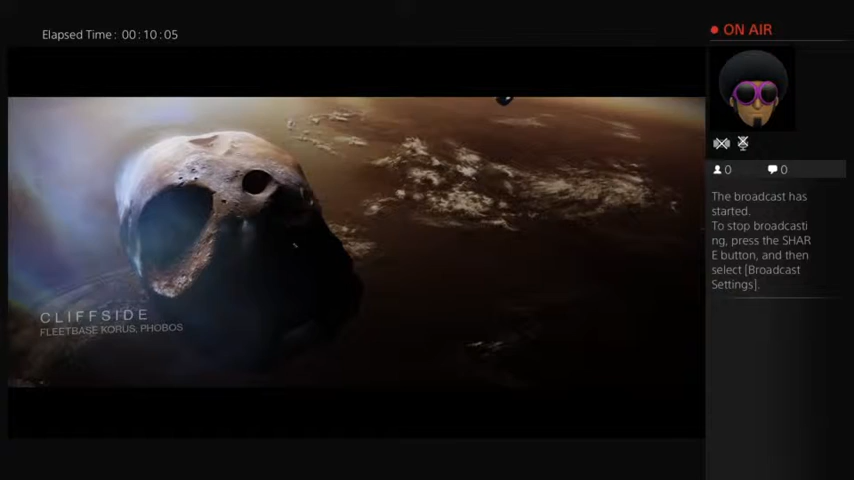 Elapsed Time: 00:10:05
ON AIR
0 0
The broadcast has
started.
To stop broadcasti
ng, press the SHAR
E button, and then
select [Broadcast
Settings].
CLIFFSIDE
FLEETBASE KORUS, PHOBOS